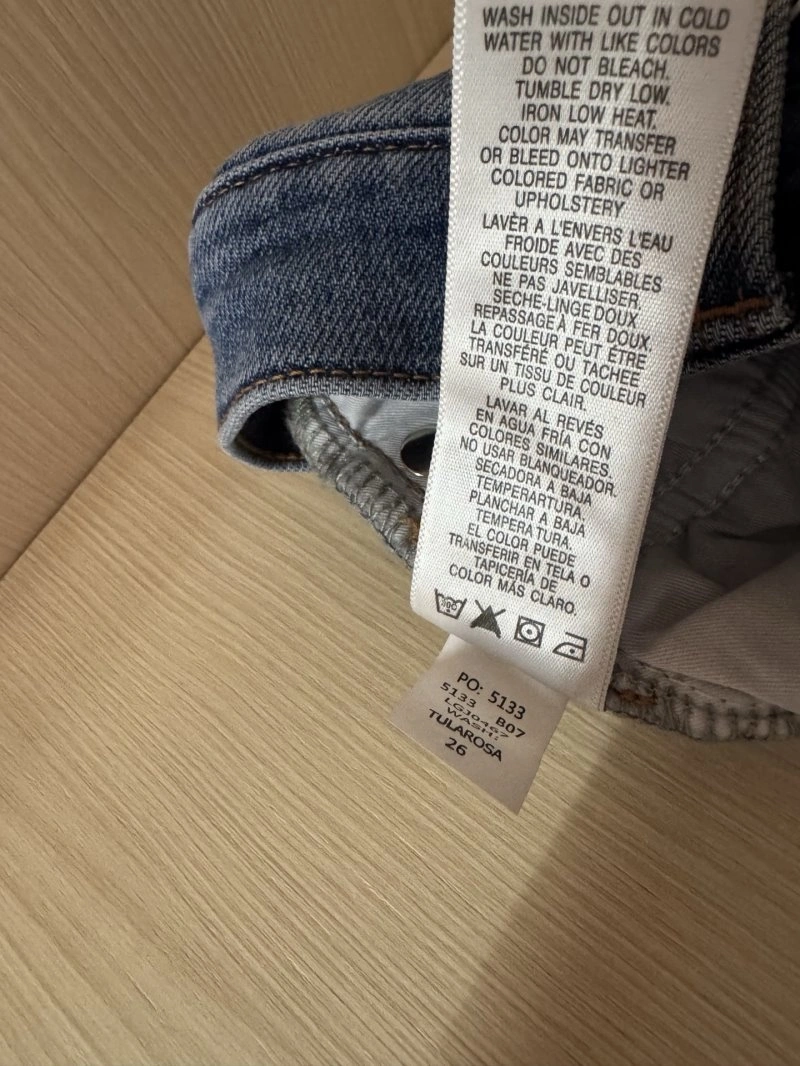 WASH INSIDE OUT IN COLD
WATER WITH LIKE COLORS
DO NOT BLEACH.
TUMBLE DRY LOW.
IRON LOW HEAT.
COLOR MAY TRANSFER
OR BLEED ONTO LIGHTER
COLORED FABRIC OR
UPHOLSTERY
LAVÈR A L'ENVERS L'EAU
FROIDE AVEC DES
COULEURS SEMBLABLES
NE PAS JAVELLISER,
SECHE-LINGE DOUX
REPASSAGE À FER DOUX,
LA COULEUR PEUT ÊTRE
TRANSFÉRÉ OU TACHÉE
SUR UN TISSU DE COULEUR
PLUS CLAIR.
LAVAR AL REVÉS
EN AGUA FRÍA CON
COLORES SIMILARES.
NO USAR BLANQUEADOR.
SECADORA A BAJA
TEMPERARTURA,
PLANCHAR A BAJA
TEMPERATURA,
EL COLOR PUEDE
TRANSFERIR EN TELA O
TAPICERÍA DE
COLOR MÁS CLARO.
PO: 5133
5133 B07
LGJ0467
WASH:
TULAROSA
26